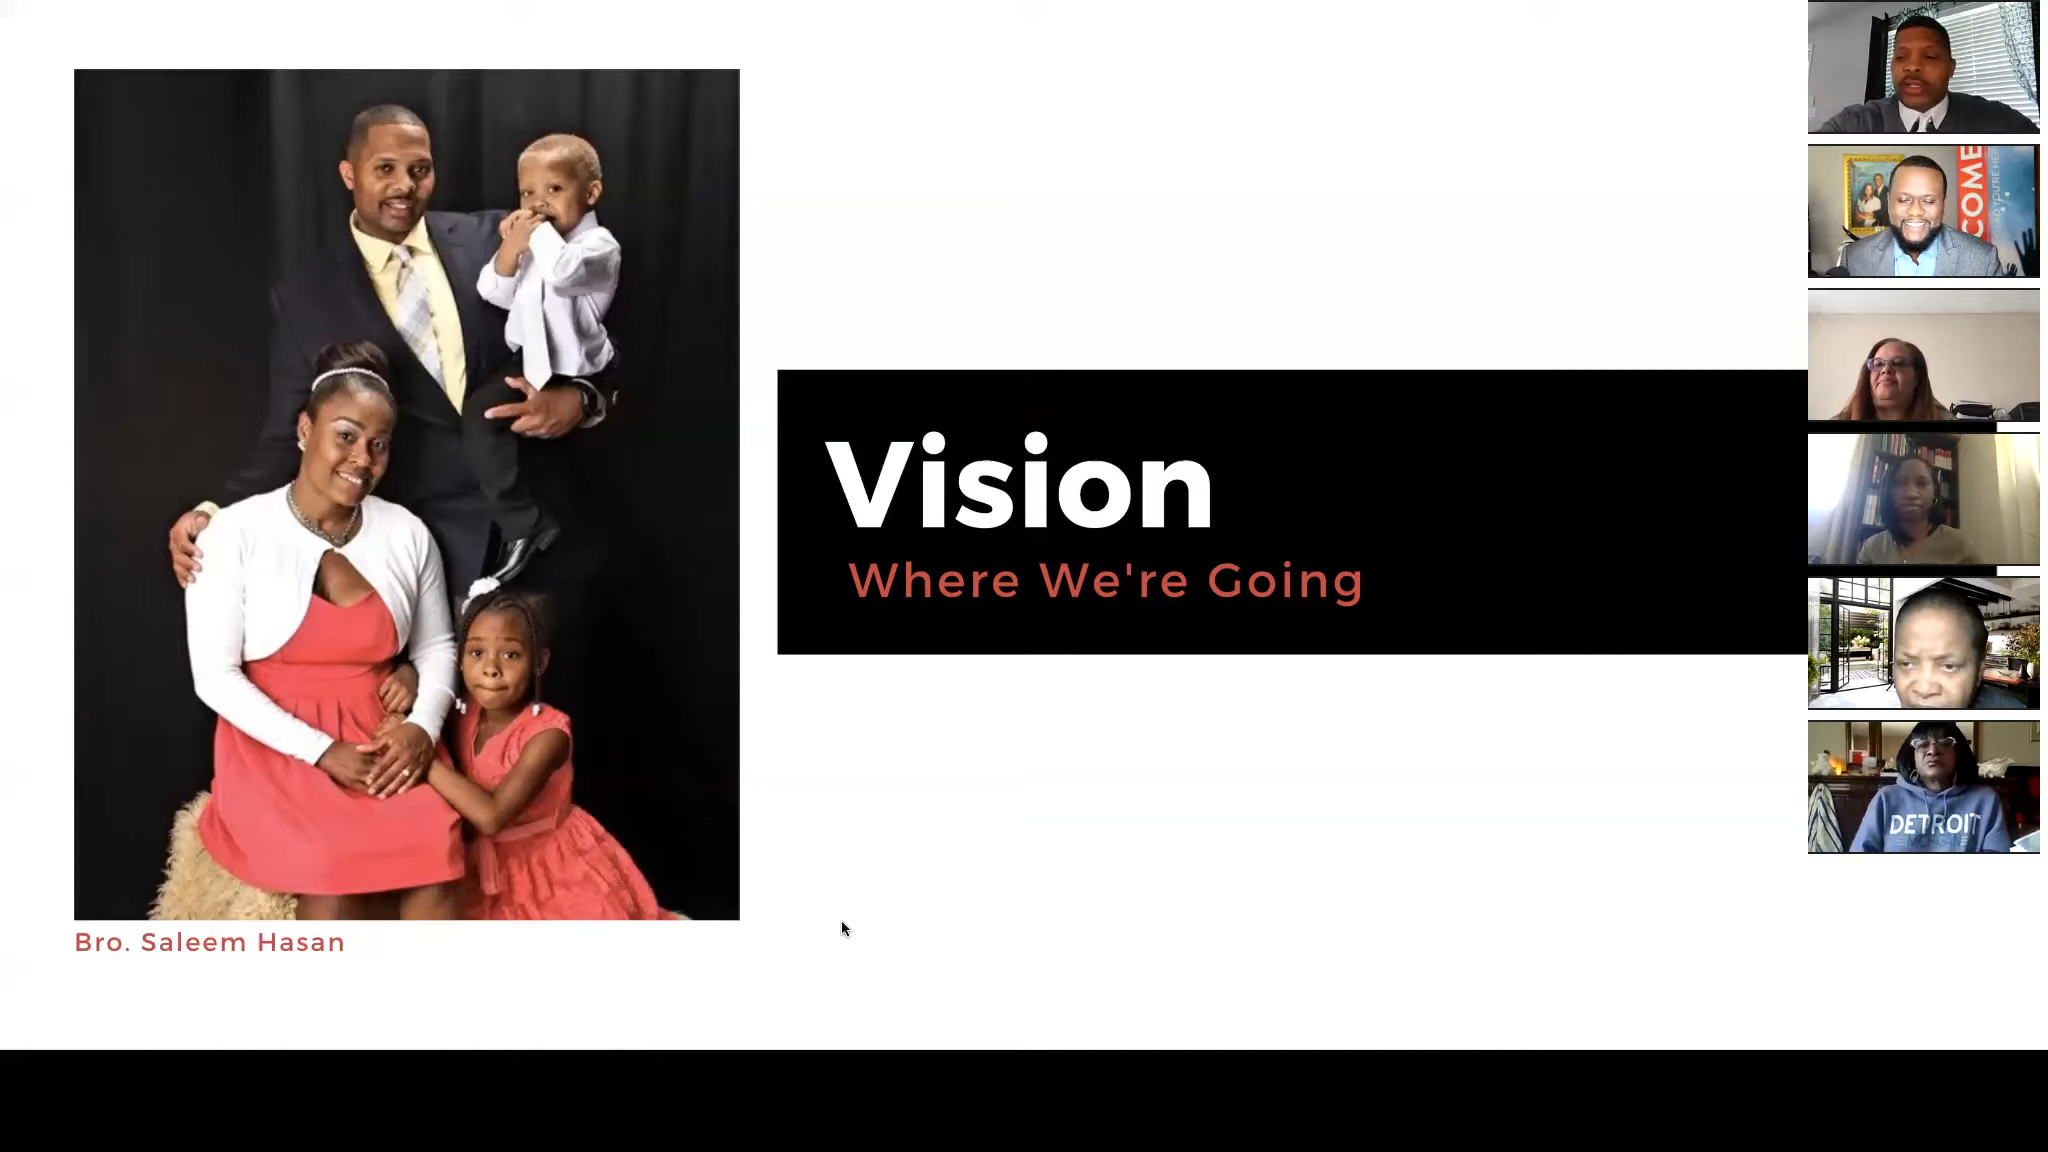 Vision
Where We're Going
Bro. Saleem Hasan
COME
DETROIT